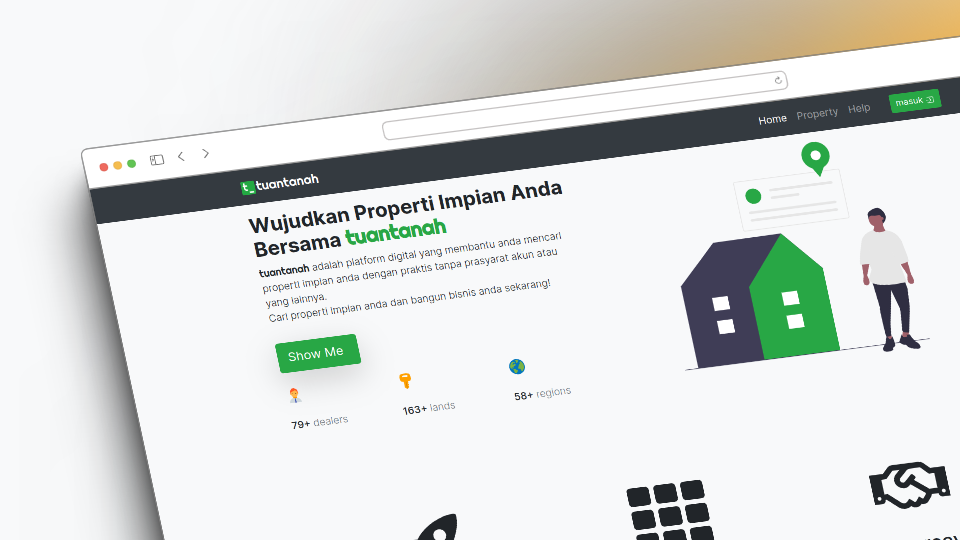 Home Property Help masuk
t_ tuantanah
Wujudkan Properti Impian Anda
Bersama tuantanah
tuantanah adalah platform digital yang membantu anda mencari
properti impian anda dengan praktis tanpa prasyarat akun atau
yang lainnya.
Cari properti impian anda dan bangun bisnis anda sekarang!
Show Me
79+ dealers
163+ lands
58+ regions